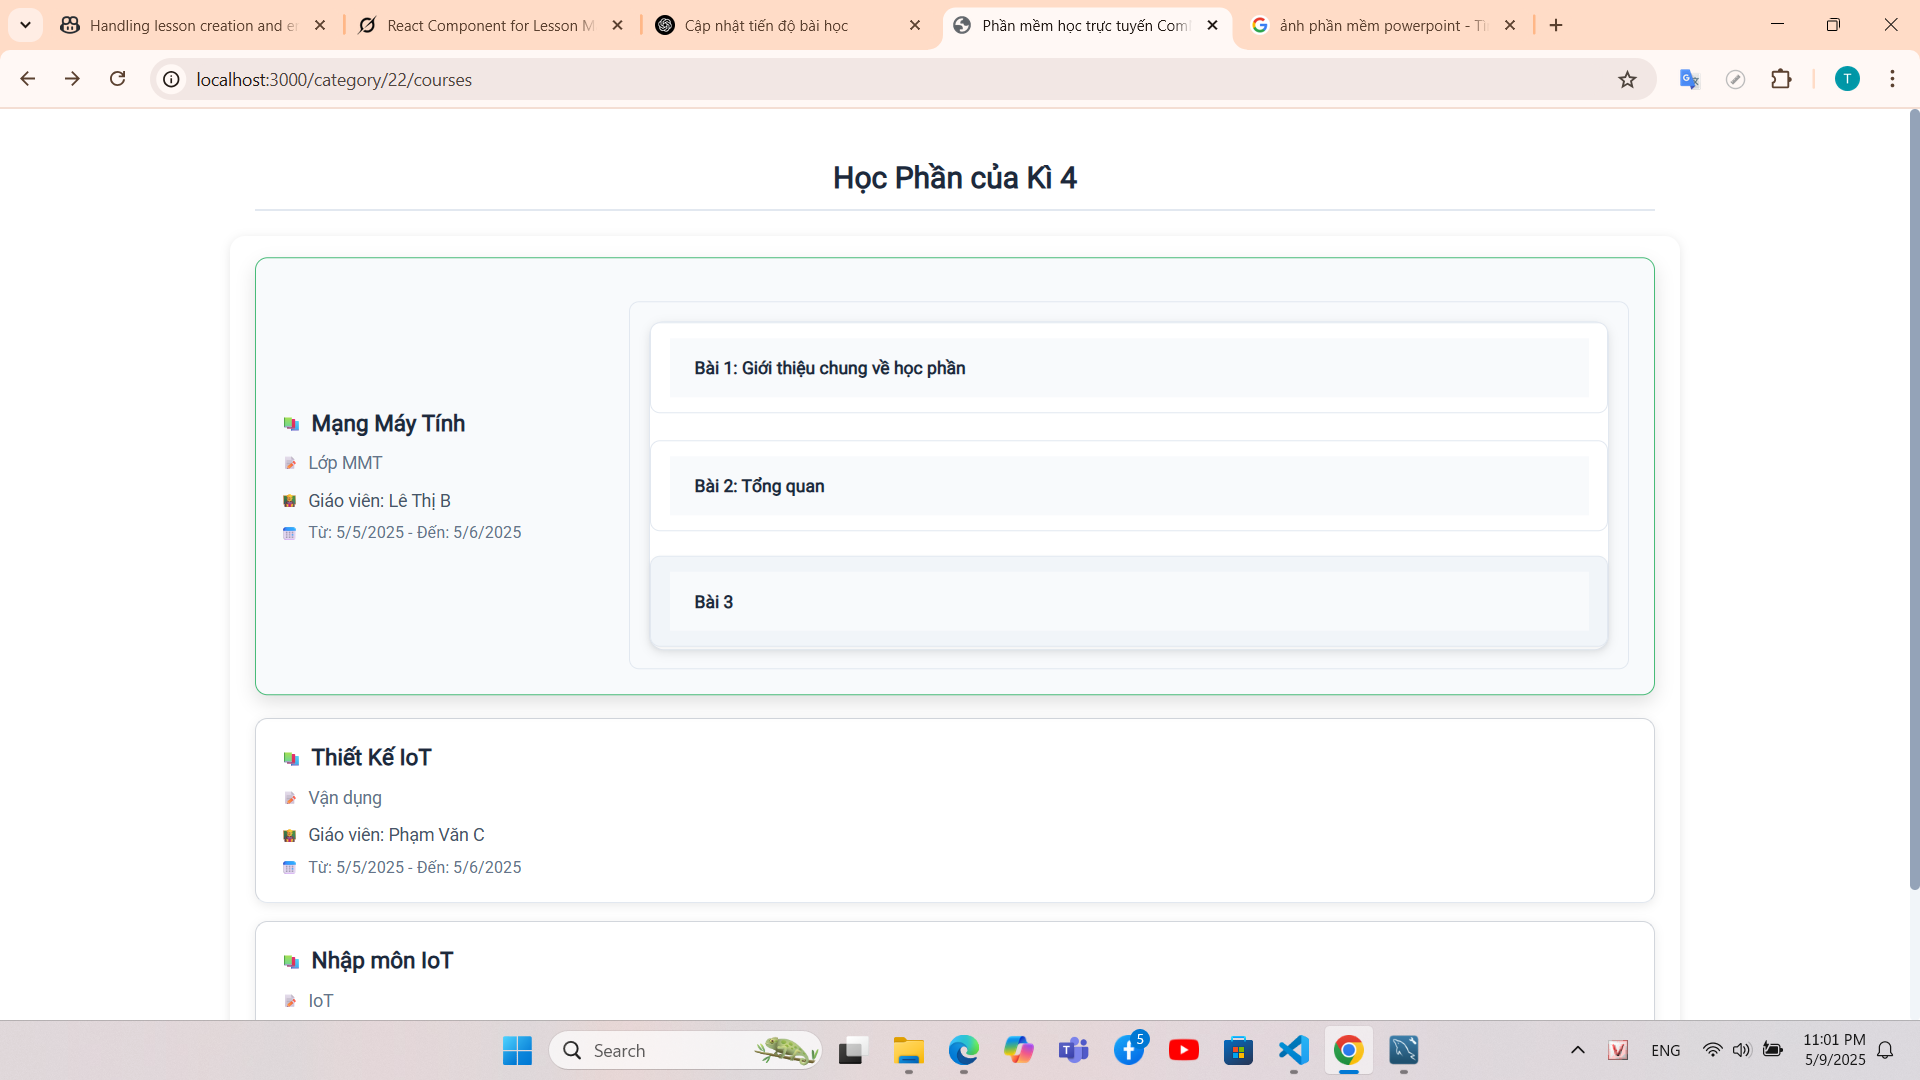 Handling lesson creation and er
React Component for Lesson M
Cập nhật tiến độ bài học
Phần mềm học trực tuyến Com
ảnh phần mềm powerpoint - Tì
localhost:3000/category/22/courses
T
Học Phần của Kì 4
Mạng Máy Tính
Lớp MMT
Giáo viên: Lê Thị B
Từ: 5/5/2025 - Đến: 5/6/2025
Bài 1: Giới thiệu chung về học phần
Bài 2: Tổng quan
Bài 3
Thiết Kế IoT
Vận dụng
Giáo viên: Phạm Văn C
Từ: 5/5/2025 - Đến: 5/6/2025
Nhập môn IoT
IoT
Search
5
ENG
11:01 PM
5/9/2025